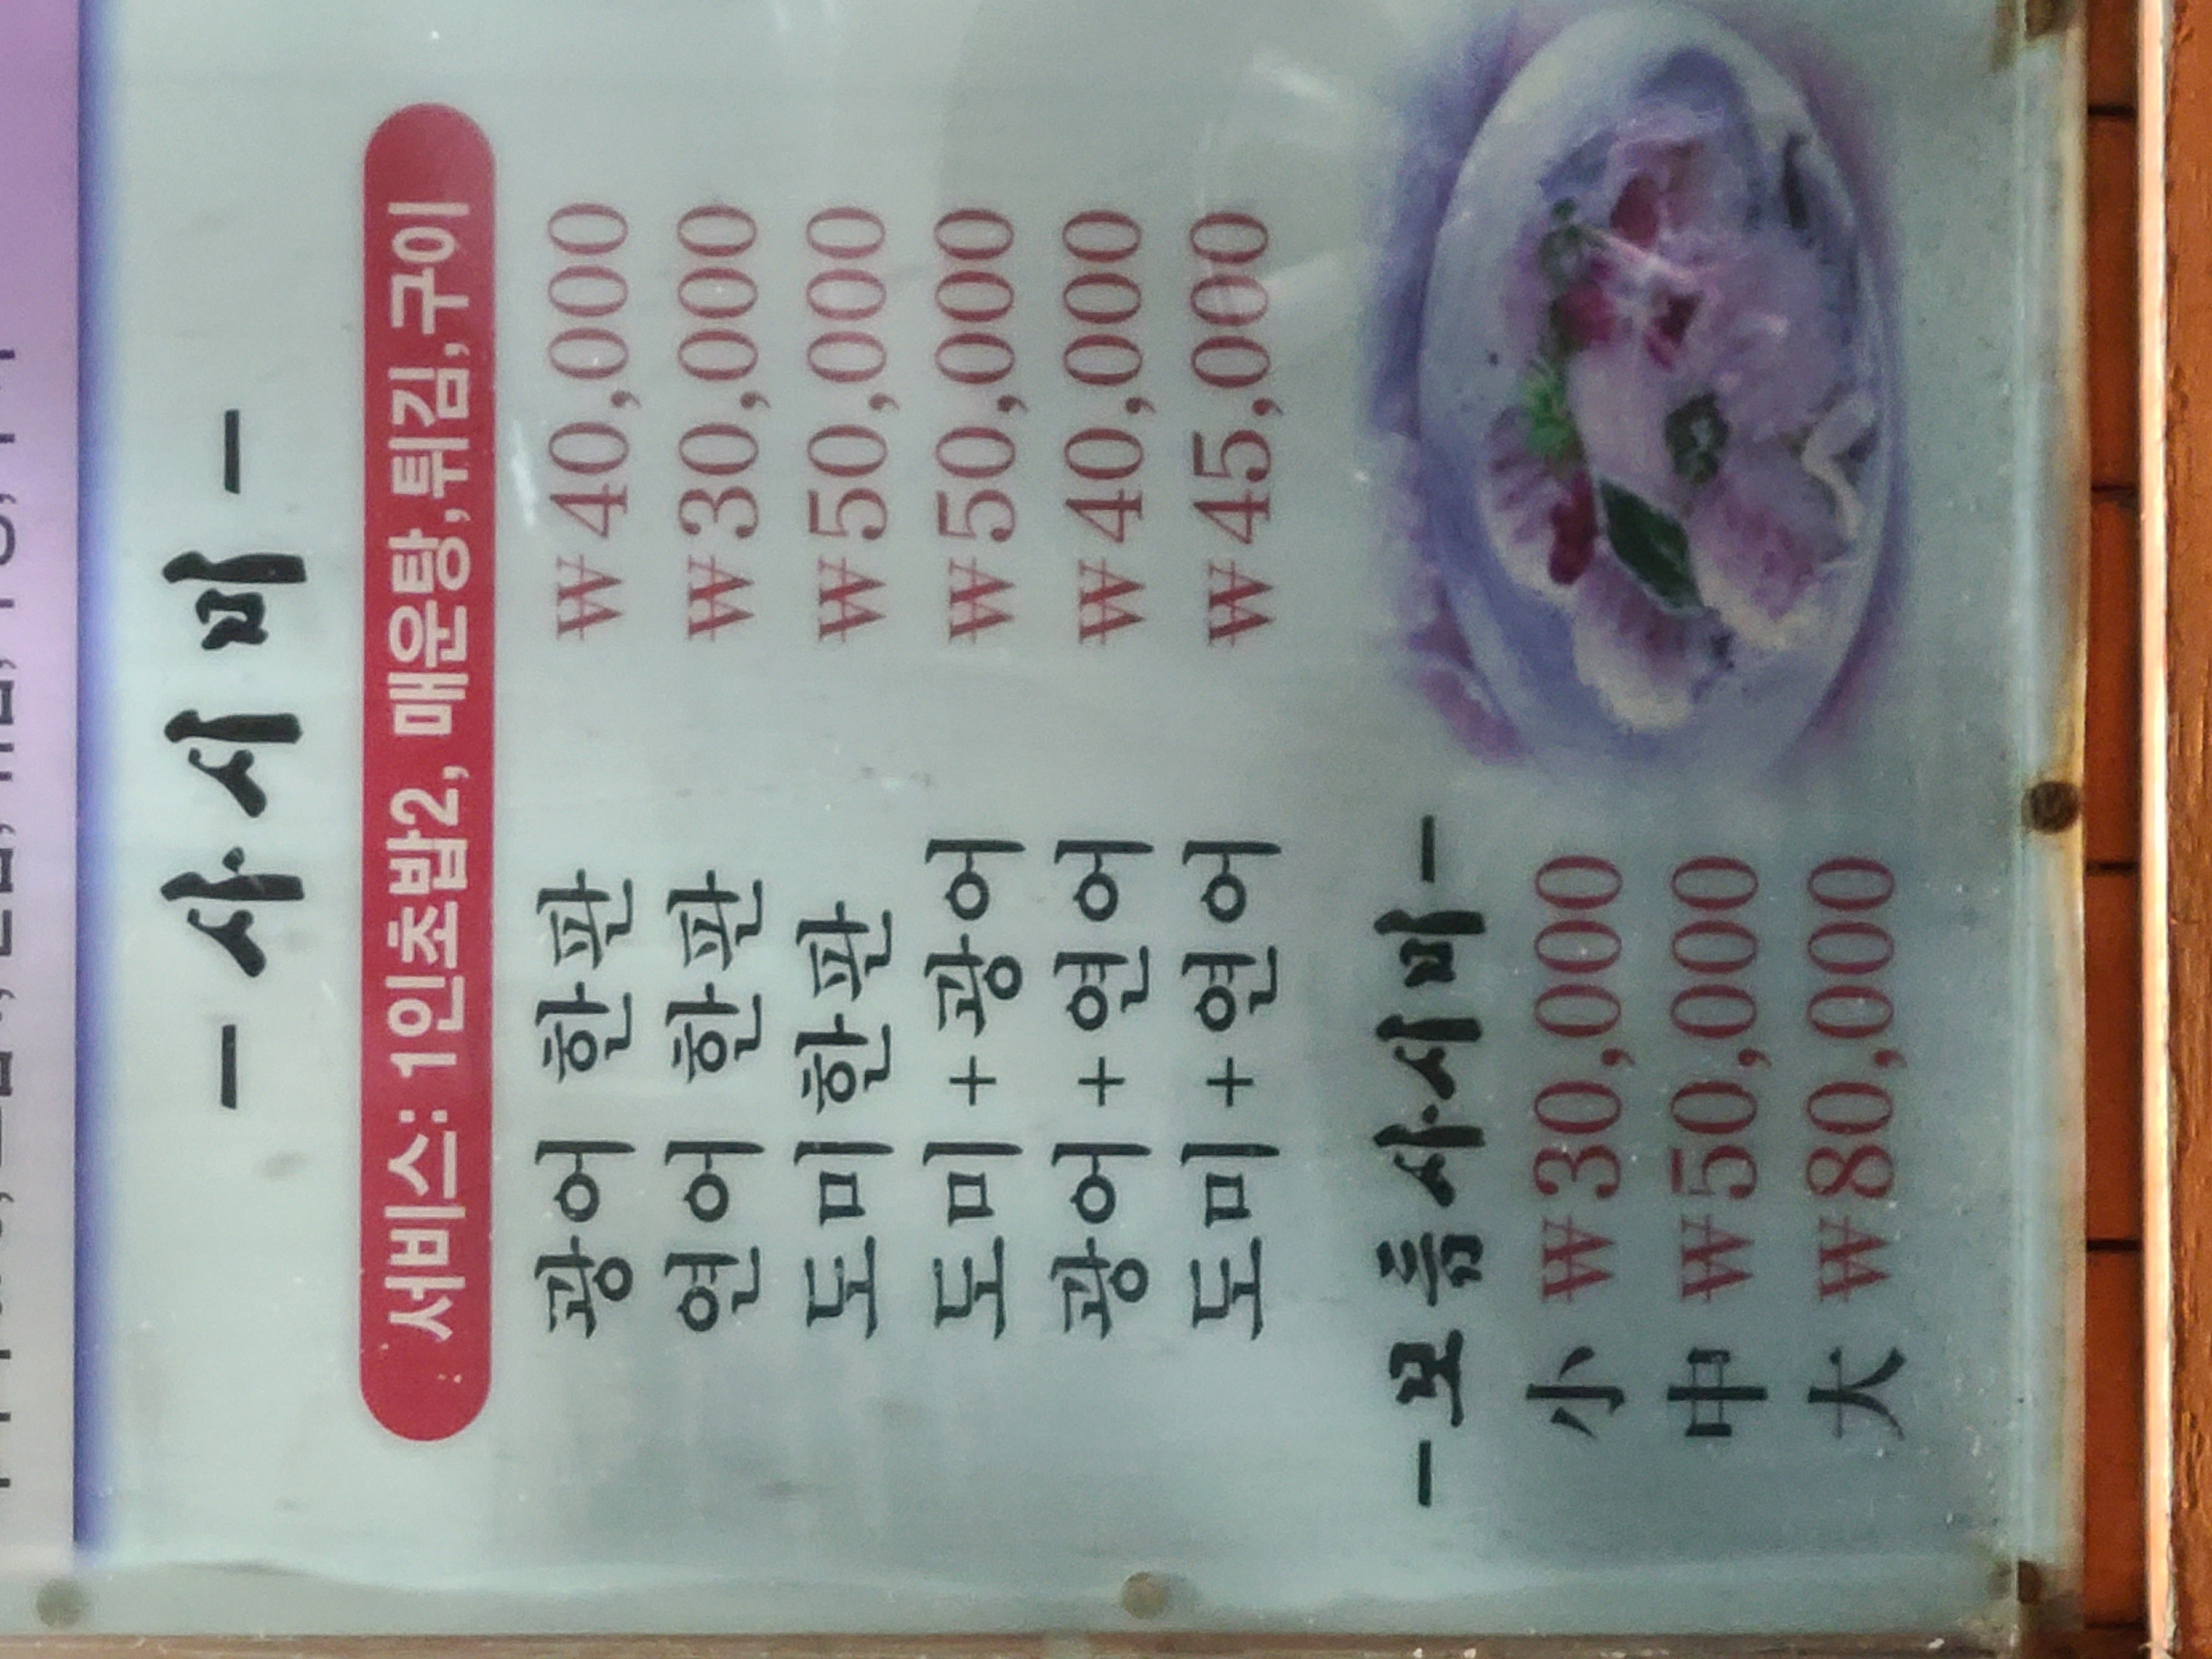 - 사시미 -
서비스: 1인초밥2, 매운탕,튀김,구이
광어 한판 ₩40,000
연어 한판 ₩30,000
도미한판 ₩50,000
도미+광어 ₩50,000
광어+연어 ₩40,000
도미+연어 ₩45,000
-모듬사시미-
小 ₩30,000
中 ₩50,000
大 ₩80,000